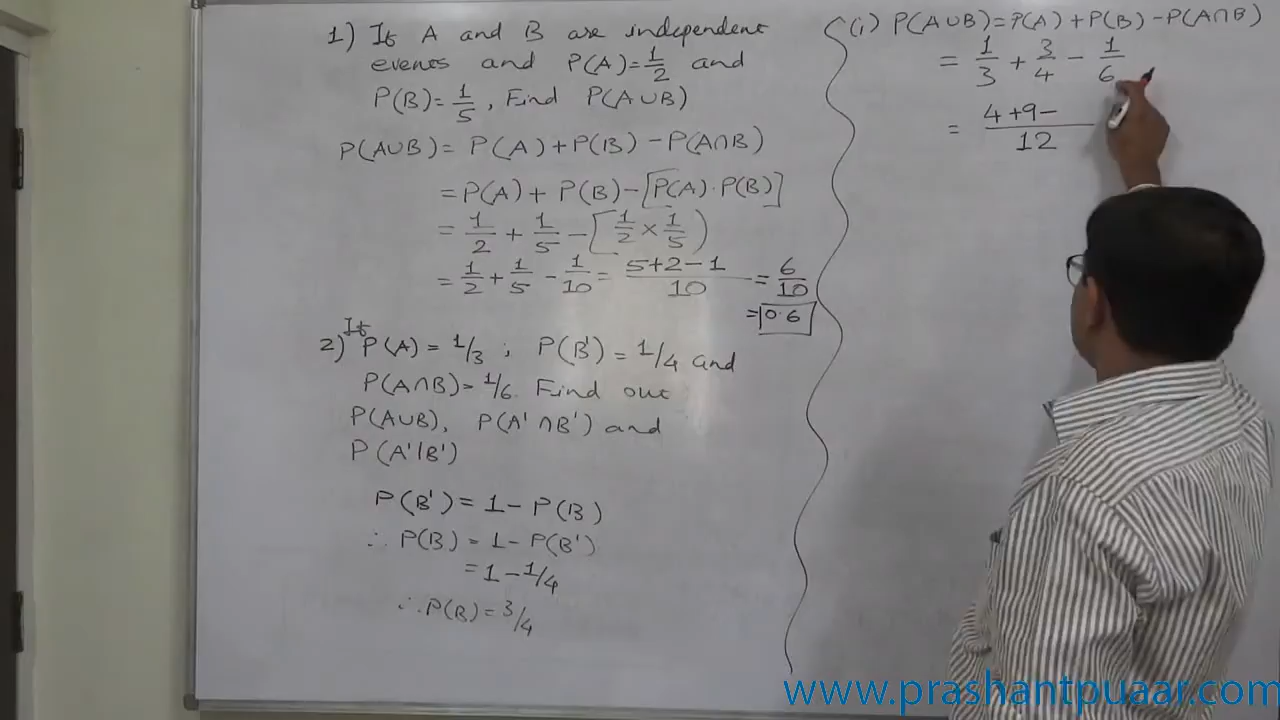 1) If A and B are independent
events and P(A)=1/2 and
P(B)=1/5, Find P(A∪B)
P(A∪B) = P(A)+P(B)-P(A∩B)
=P(A)+ P(B)-[P(A)·P(B)]
= 1/2 + 1/5 - [1/2 × 1/5)
= 1/2 + 1/5 - 1/10 = 5+2-1/10 = 6/10
=0.6
2) If P(A) = 1/3 ; P(B') = 1/4 and
P(A∩B)=1/6. Find out
P(A∪B), P(A'∩B') and
P(A'|B')
P(B') = 1- P(B)
∴ P(B) = 1- P(B')
= 1-1/4
∴ P(B) = 3/4
(i) P(A∪B)=P(A)+P(B)-P(A∩B)
= 1/3 + 3/4 - 1/6
= 4+9-/12
www.prashantpuaar.com